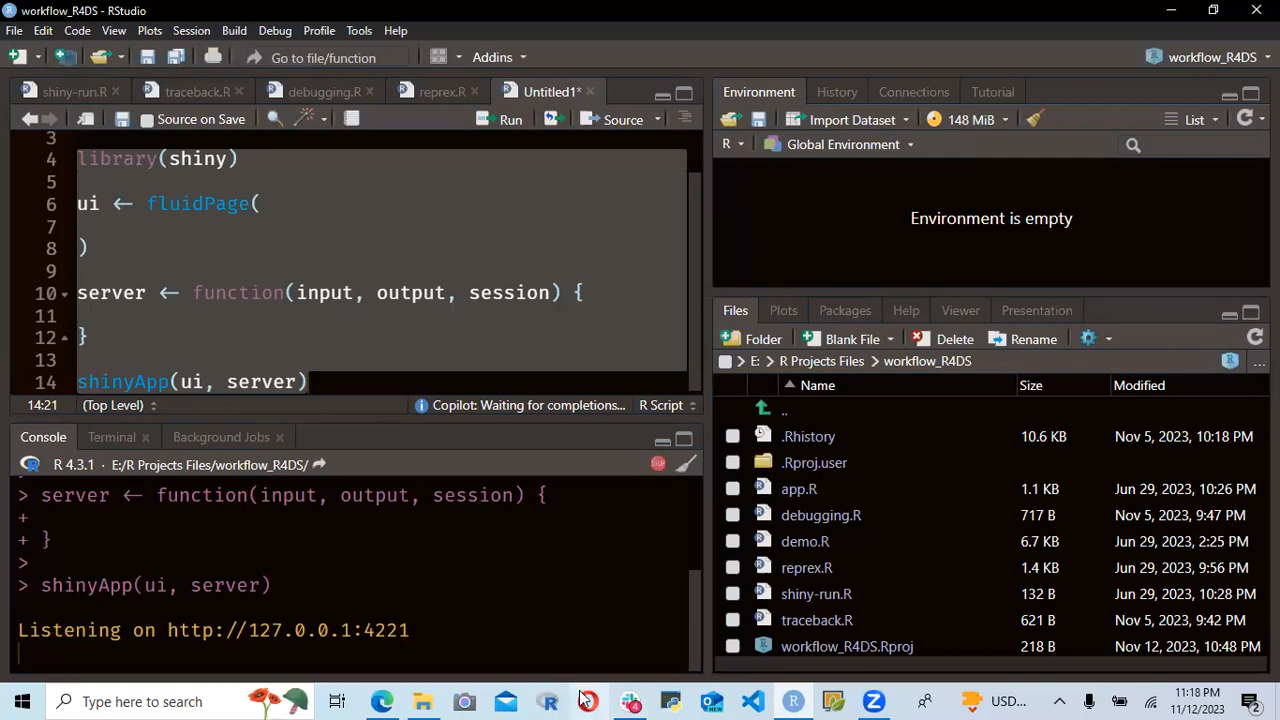 workflow_R4DS - RStudio
File Edit Code View Plots Session Build Debug Profile Tools Help
Go to file/function Addins workflow_R4DS
shiny-run.R traceback.R debugging.R reprex.R Untitled1*
Source on Save Run Source
3
4 library(shiny)
5
6 ui <- fluidPage(
7
8 )
9
10 server <- function(input, output, session) {
11
12 }
13
14 shinyApp(ui, server)
14:21 (Top Level) Copilot: Waiting for completions... R Script
Console Terminal Background Jobs
R 4.3.1 · E:/R Projects Files/workflow_R4DS/
> server <- function(input, output, session) {
+
+ }
>
> shinyApp(ui, server)
Listening on http://127.0.0.1:4221
Environment History Connections Tutorial
Import Dataset 148 MiB List
R Global Environment
Environment is empty
Files Plots Packages Help Viewer Presentation
Folder Blank File Delete Rename
E: R Projects Files workflow_R4DS ...
Name Size Modified
..
.Rhistory 10.6 KB Nov 5, 2023, 10:18 PM
.Rproj.user
app.R 1.1 KB Jun 29, 2023, 10:26 PM
debugging.R 717 B Nov 5, 2023, 9:47 PM
demo.R 6.7 KB Jun 29, 2023, 2:25 PM
reprex.R 1.4 KB Jun 29, 2023, 9:56 PM
shiny-run.R 132 B Jun 29, 2023, 10:28 PM
traceback.R 621 B Nov 5, 2023, 9:42 PM
workflow_R4DS.Rproj 218 B Nov 12, 2023, 10:48 PM
Type here to search 4 NEW USD... 11:18 PM
11/12/2023 2